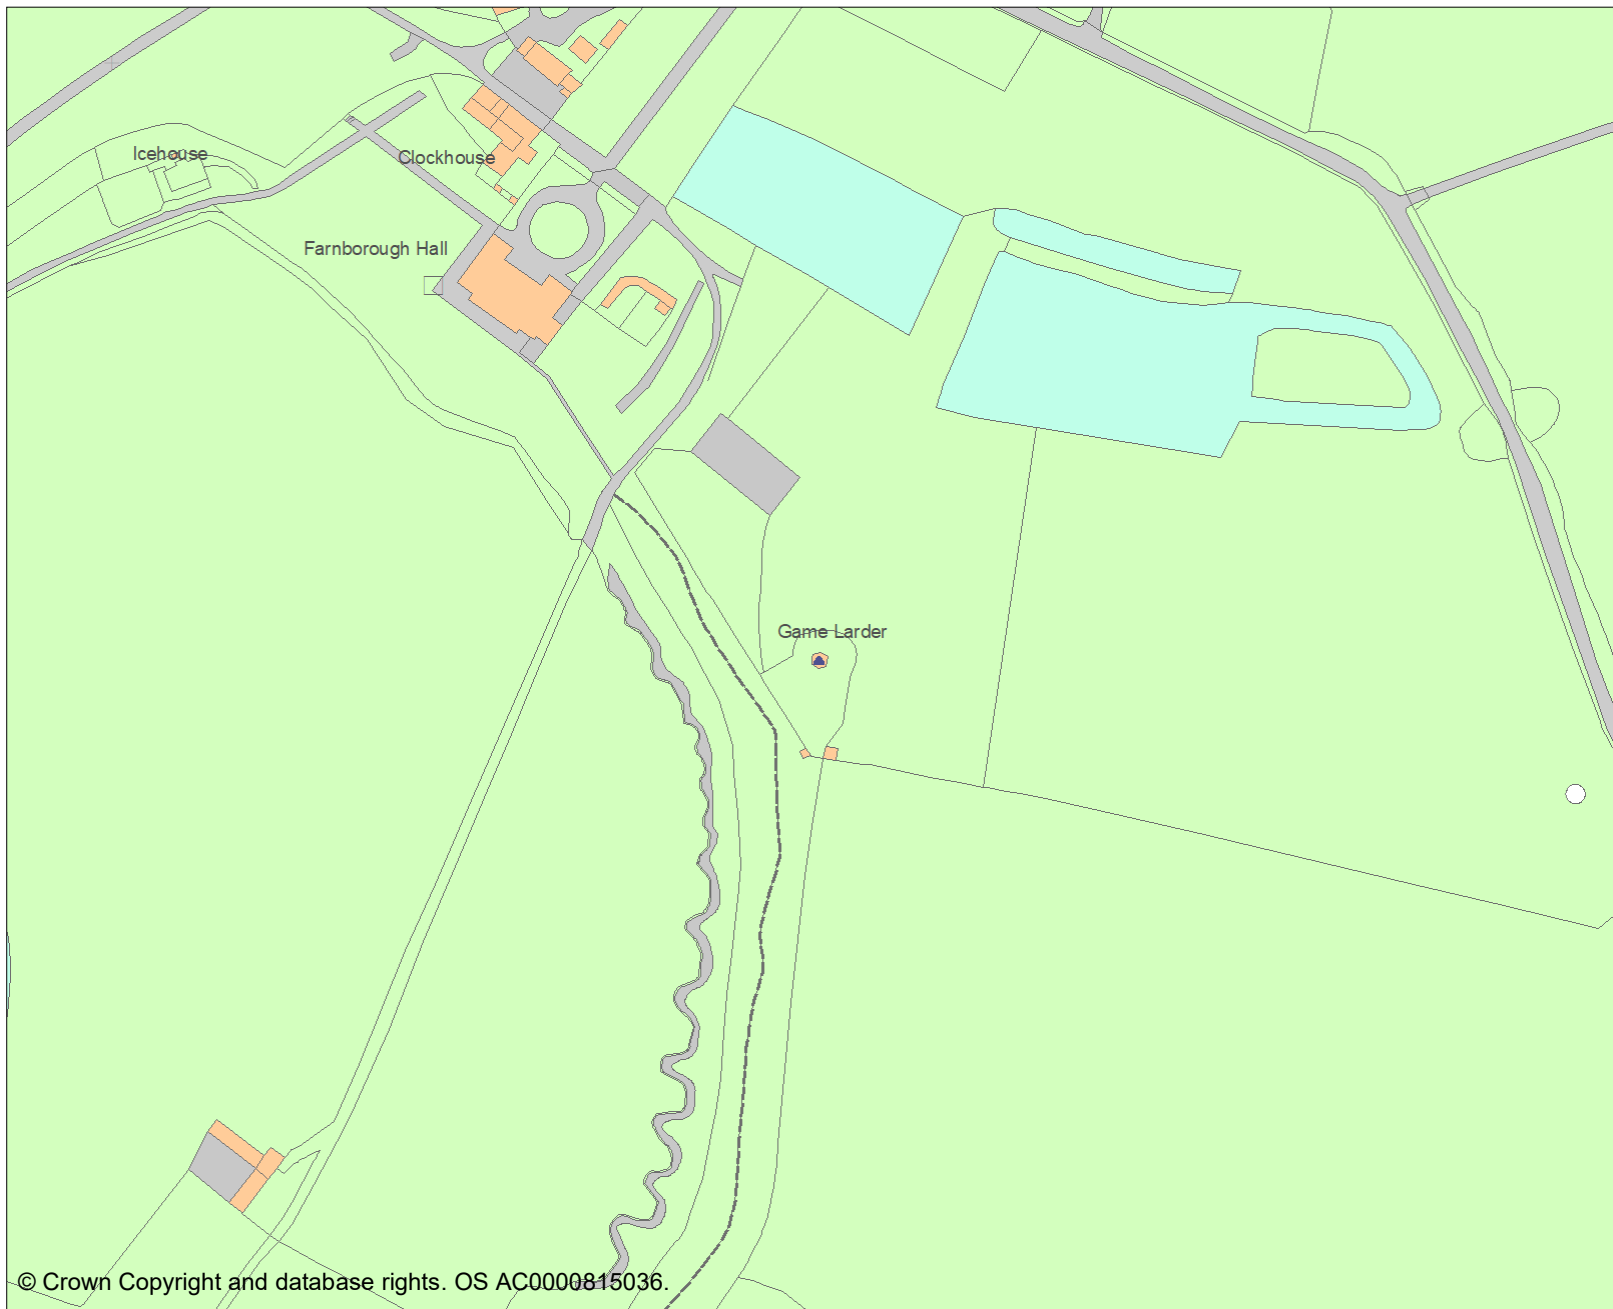 Icehouse
Clockhouse
Farnborough Hall
Game Larder
© Crown Copyright and database rights. OS AC0000815036.